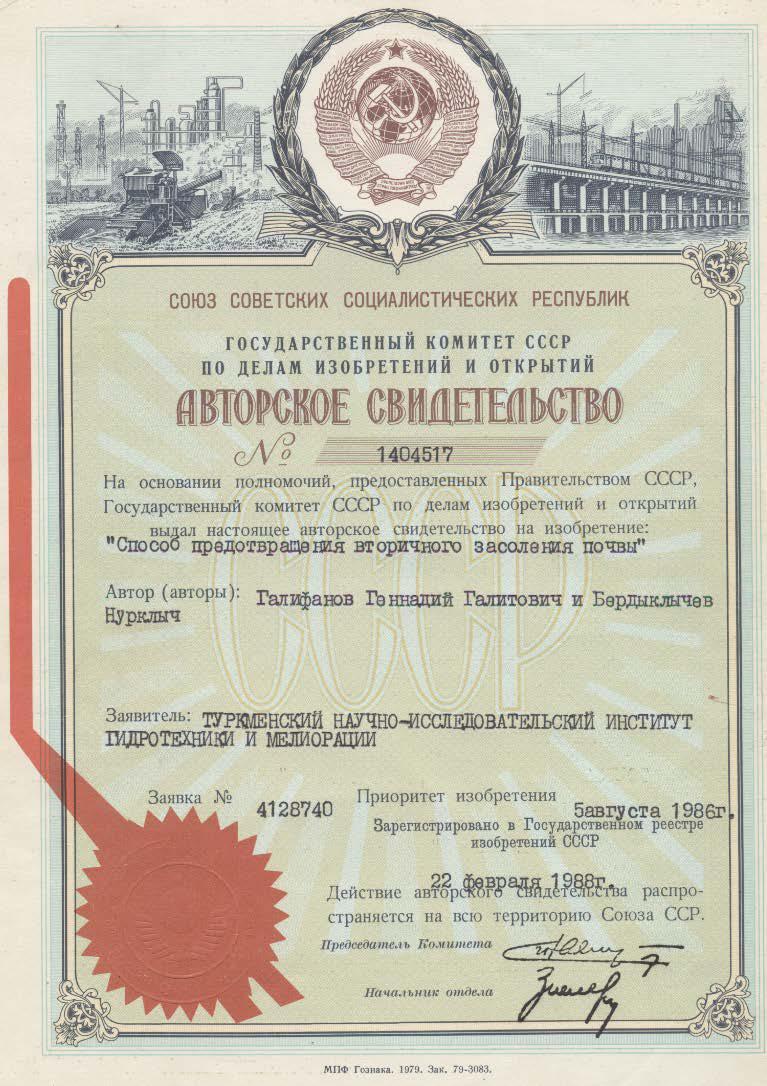 СОЮЗ СОВЕТСКИХ СОЦИАЛИСТИЧЕСКИХ РЕСПУБЛИК
ГОСУДАРСТВЕННЫЙ КОМИТЕТ СССР
ПО ДЕЛАМ ИЗОБРЕТЕНИЙ И ОТКРЫТИЙ
АВТОРСКОЕ СВИДЕТЕЛЬСТВО
№ 1404517
На основании полномочий, предоставленных Правительством СССР,
Государственный комитет СССР по делам изобретений и открытий
выдал настоящее авторское свидетельство на изобретение:
"Способ предотвращения вторичного засоления почвы"
Автор (авторы): Галифанов Геннадий Галитович и Бердыклычев
Нурклыч
СССР
Заявитель: ТУРКМЕНСКИЙ НАУЧНО-ИССЛЕДОВАТЕЛЬСКИЙ ИНСТИТУТ
ГИДРОТЕХНИКИ И МЕЛИОРАЦИИ
Заявка № 4128740 Приоритет изобретения 5августа 1986г.
Зарегистрировано в Государственном реестре
изобретений СССР
22 февраля 1988г.
Действие авторского свидетельства распро-
страняется на всю территорию Союза ССР.
Председатель Комитета
Начальник отдела
МПФ Гознака. 1979. Зак. 79-3083.